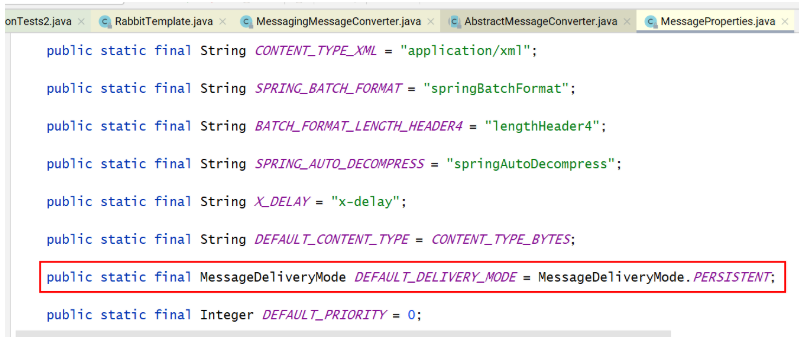 onTests2.java × RabbitTemplate.java × MessagingMessageConverter.java × AbstractMessageConverter.java × MessageProperties.java ×
public static final String CONTENT_TYPE_XML = "application/xml";
public static final String SPRING_BATCH_FORMAT = "springBatchFormat";
public static final String BATCH_FORMAT_LENGTH_HEADER4 = "lengthHeader4";
public static final String SPRING_AUTO_DECOMPRESS = "springAutoDecompress";
public static final String X_DELAY = "x-delay";
public static final String DEFAULT_CONTENT_TYPE = CONTENT_TYPE_BYTES;
public static final MessageDeliveryMode DEFAULT_DELIVERY_MODE = MessageDeliveryMode.PERSISTENT;
public static final Integer DEFAULT_PRIORITY = 0;